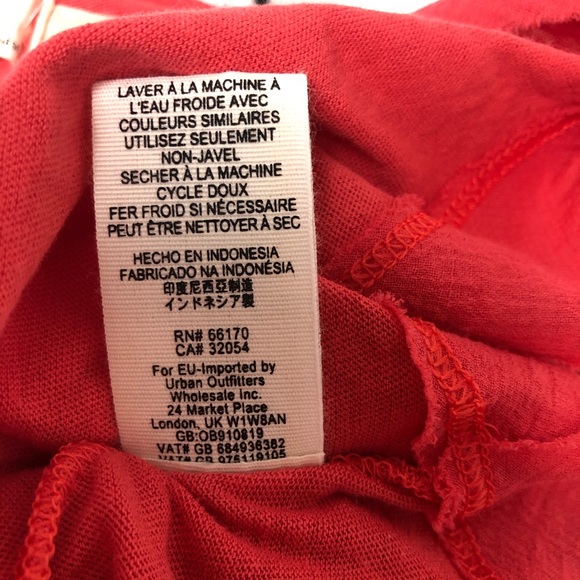 LAVER À LA MACHINE À
L'EAU FROIDE AVEC
COULEURS SIMILAIRES
UTILISEZ SEULEMENT
NON-JAVEL
SECHER À LA MACHINE
CYCLE DOUX
FER FROID SI NÉCESSAIRE
PEUT ÊTRE NETTOYER À SEC
HECHO EN INDONESIA
FABRICADO NA INDONÉSIA
印度尼西亞制造
インドネシア製
RN# 66170
CA# 32054
For EU-Imported by
Urban Outfitters
Wholesale Inc.
24 Market Place
London, UK W1W8AN
GB:OB910819
VAT# GB 684936382
VAT# GB 976119105